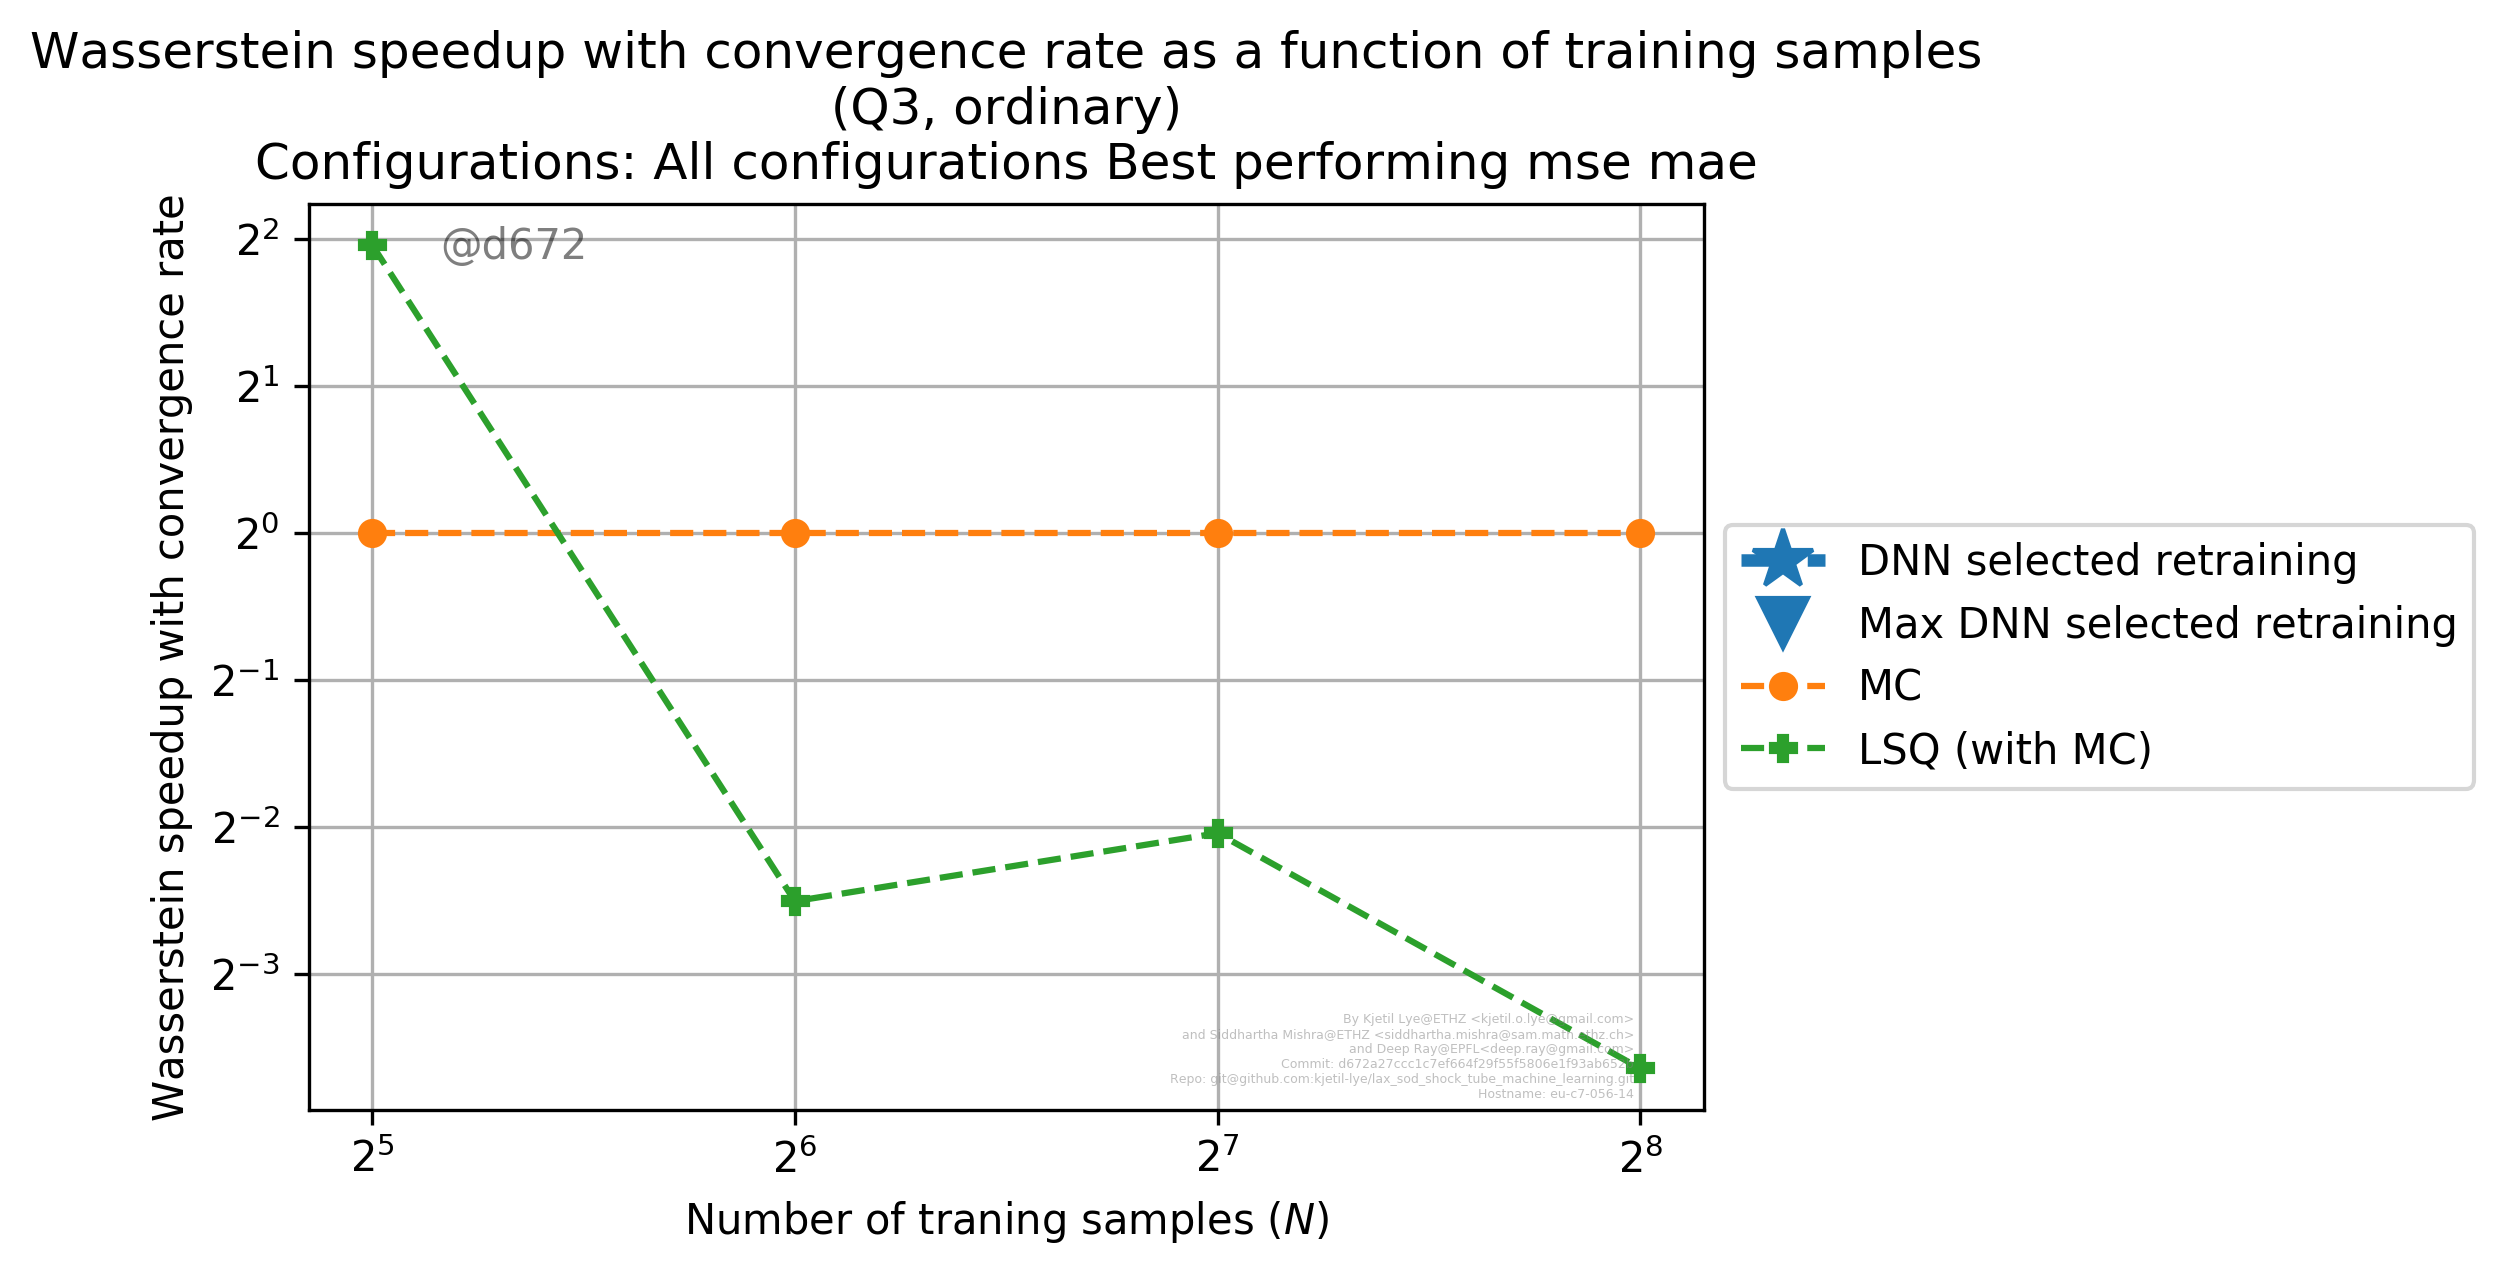 Wasserstein speedup with convergence rate as a function of training samples
(Q3, ordinary)
Configurations: All configurations Best performing mse mae
Wasserstein speedup with convergence rate
2²
2¹
2⁰
2⁻¹
2⁻²
2⁻³
@d672
DNN selected retraining
Max DNN selected retraining
MC
LSQ (with MC)
By Kjetil Lye@ETHZ <kjetil.o.lye@gmail.com>
and Siddhartha Mishra@ETHZ <siddhartha.mishra@sam.math.ethz.ch>
and Deep Ray@EPFL<deep.ray@gmail.com>
Commit:
Repo: git@github.com:kjetil-lye/lax_sod_shock_tube_machine_learning.git
Hostname: eu-c7-056-14
2⁵
2⁶
2⁷
2⁸
Number of traning samples (N)